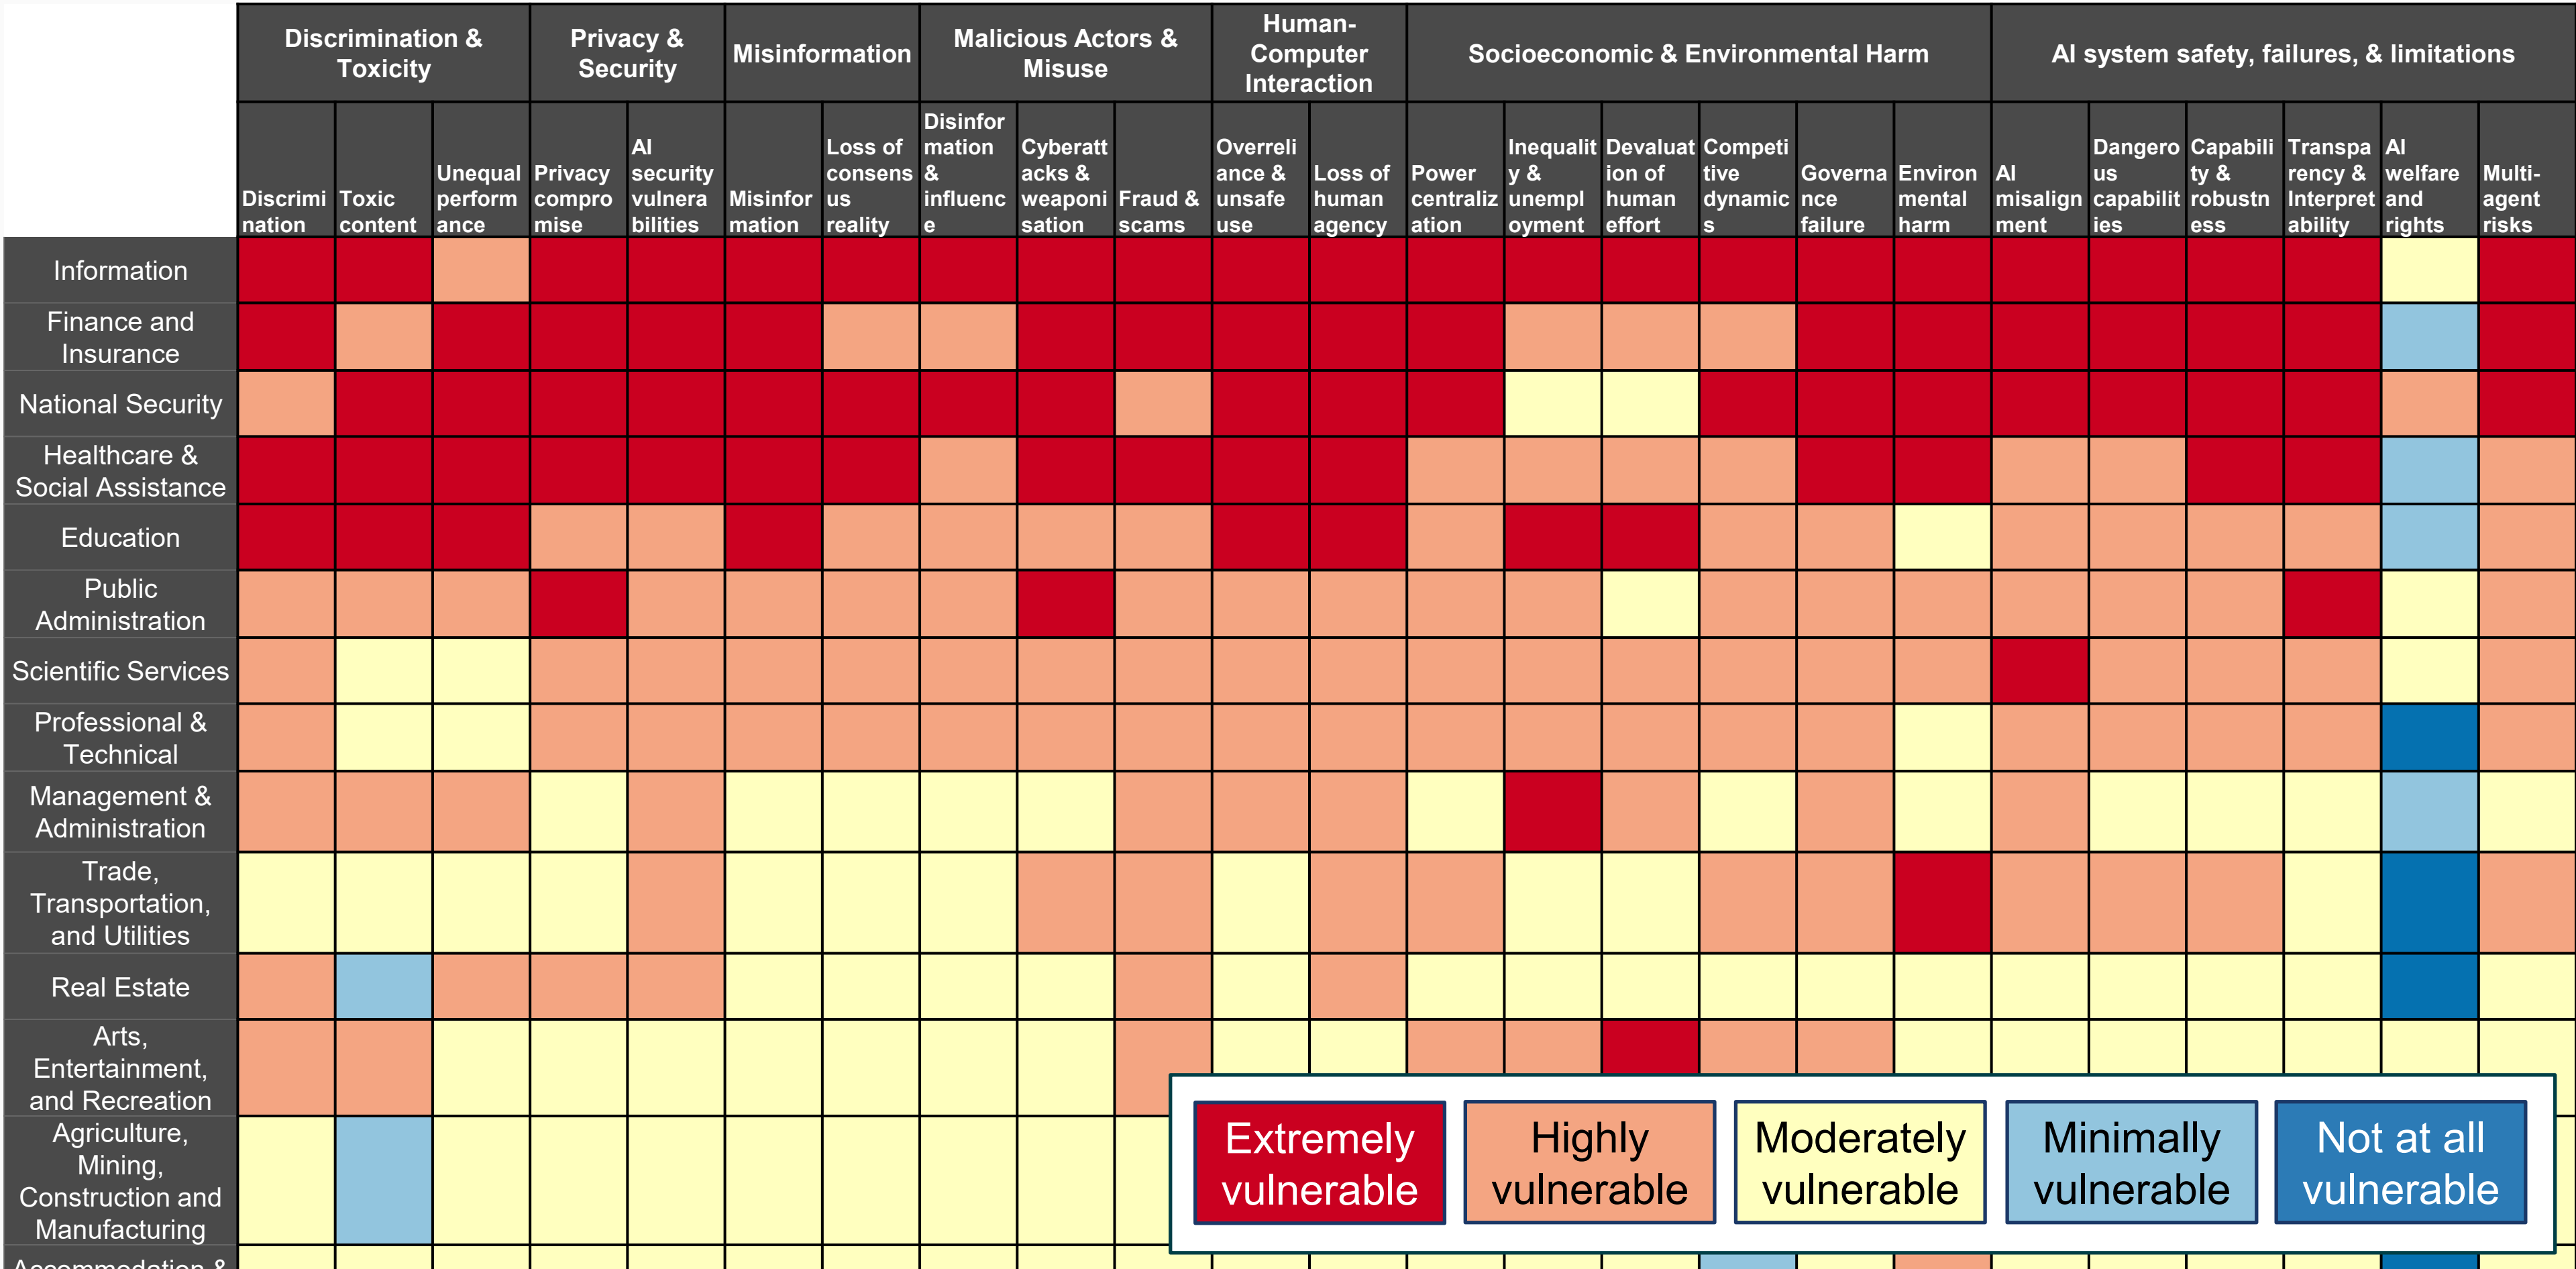 Discrimination &
Toxicity
Privacy &
Security
Misinformation
Malicious Actors &
Misuse
Human-
Computer
Interaction
Socioeconomic & Environmental Harm
AI system safety, failures, & limitations
Discrimi
nation
Toxic
content
Unequal
perform
ance
Privacy
compro
mise
AI
security
vulnera
bilities
Misinfor
mation
Loss of
consens
us
reality
Disinfor
mation
&
influenc
e
Cyberatt
acks &
weaponi
sation
Fraud &
scams
Overreli
ance &
unsafe
use
Loss of
human
agency
Power
centraliz
ation
Inequalit
y &
unempl
oyment
Devaluat
ion of
human
effort
Competi
tive
dynamic
s
Governa
nce
failure
Environ
mental
harm
AI
misalign
ment
Dangero
us
capabilit
ies
Capabili
ty &
robustn
ess
Transpa
rency &
Interpret
ability
AI
welfare
and
rights
Multi-
agent
risks
Information
Finance and
Insurance
National Security
Healthcare &
Social Assistance
Education
Public
Administration
Scientific Services
Professional &
Technical
Management &
Administration
Trade,
Transportation,
and Utilities
Real Estate
Arts,
Entertainment,
and Recreation
Agriculture,
Mining,
Construction and
Manufacturing
Accommodation &
Extremely
vulnerable
Highly
vulnerable
Moderately
vulnerable
Minimally
vulnerable
Not at all
vulnerable